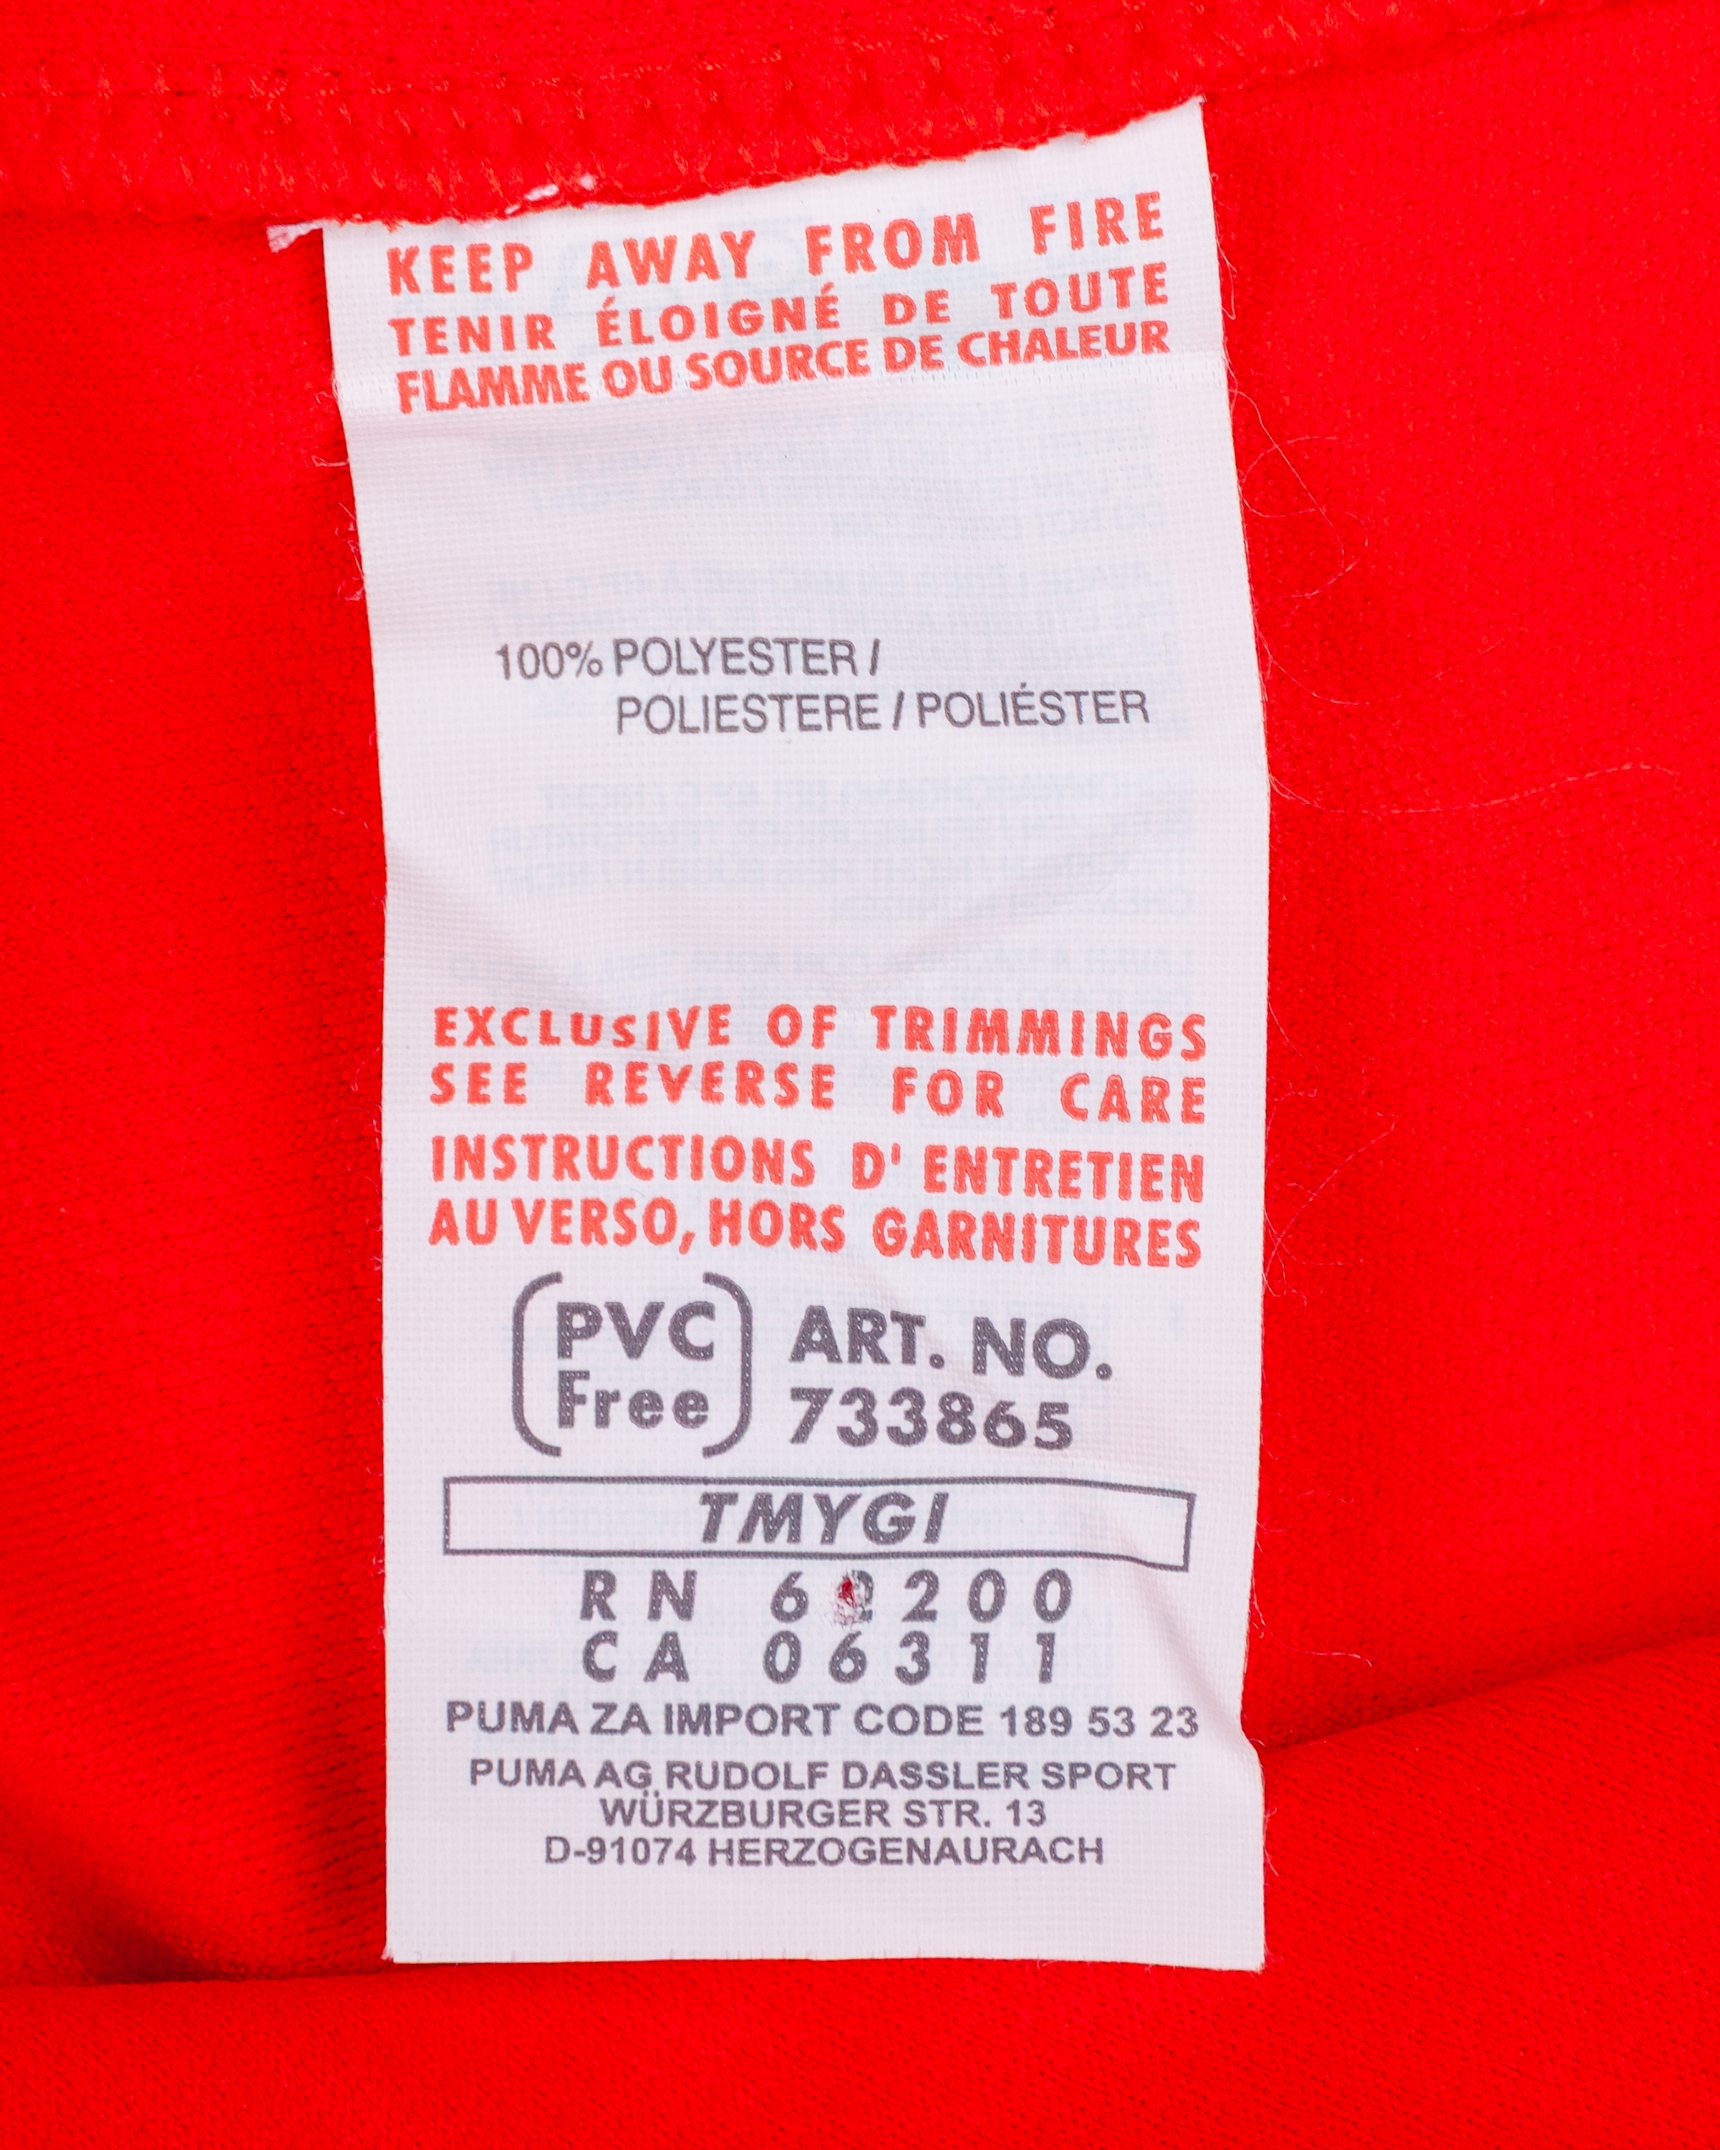 KEEP AWAY FROM FIRE
TENIR ÉLOIGNÉ DE TOUTE
FLAMME OU SOURCE DE CHALEUR
100% POLYESTER /
POLIESTERE / POLIÉSTER
EXCLUSIVE OF TRIMMINGS
SEE REVERSE FOR CARE
INSTRUCTIONS D' ENTRETIEN
AU VERSO, HORS GARNITURES
PVC
Free
ART. NO.
733865
TMYGI
RN
CA 06311
PUMA ZA IMPORT CODE 189 53 23
PUMA AG RUDOLF DASSLER SPORT
WÜRZBURGER STR. 13
D-91074 HERZOGENAURACH